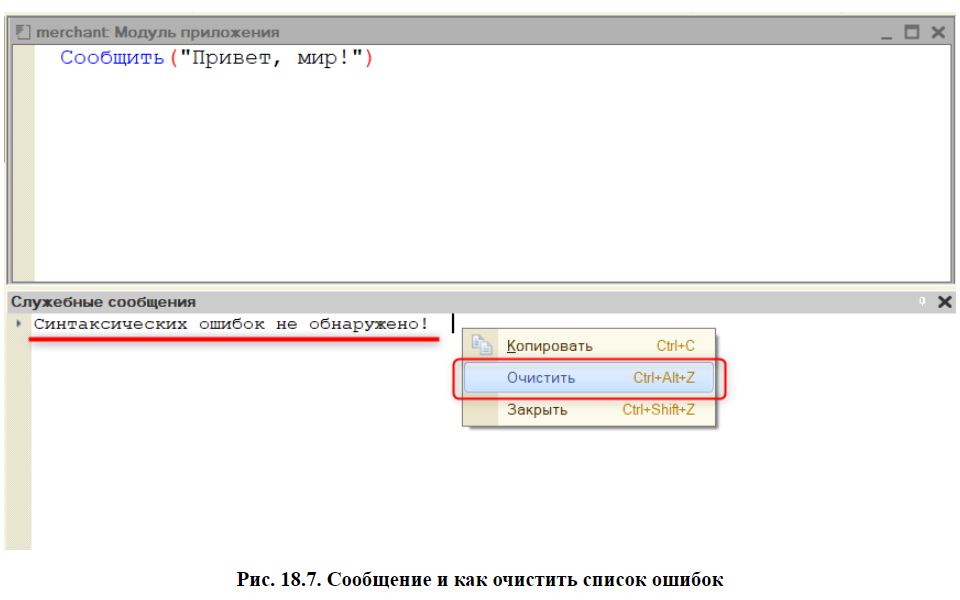 merchant: Модуль приложения
Сообщить("Привет, мир!")
Служебные сообщения
Синтаксических ошибок не обнаружено!
Копировать Ctrl+C
Очистить Ctrl+Alt+Z
Закрыть Ctrl+Shift+Z
Рис. 18.7. Сообщение и как очистить список ошибок